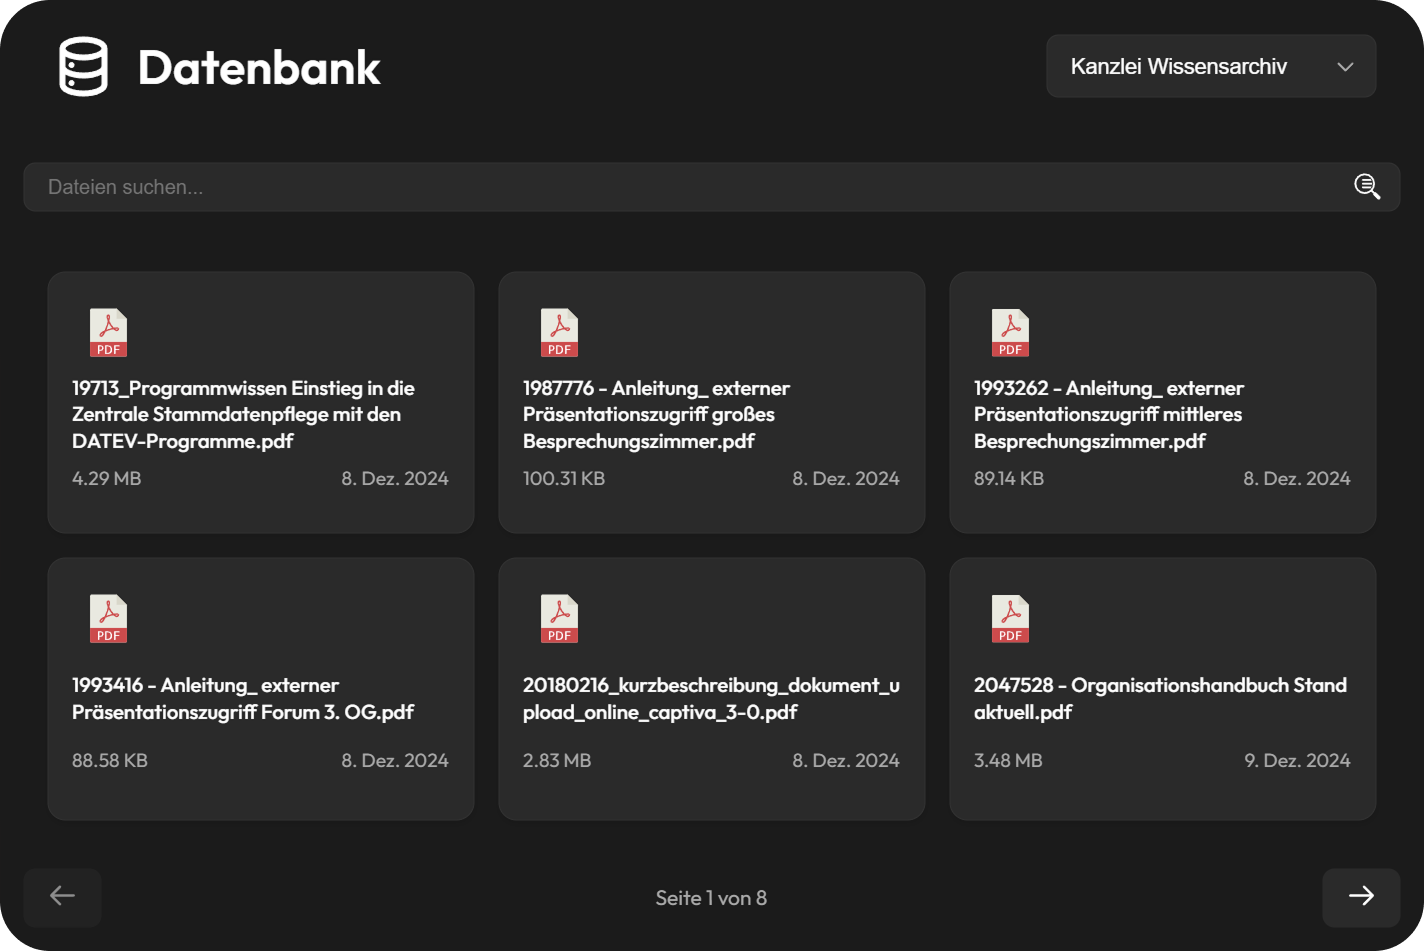 Datenbank
Kanzlei Wissensarchiv
Dateien suchen...
PDF
19713_Programmwissen Einstieg in die
Zentrale Stammdatenpflege mit den
DATEV-Programme.pdf
4.29 MB
8. Dez. 2024
PDF
1987776 - Anleitung_ externer
Präsentationszugriff großes
Besprechungszimmer.pdf
100.31 KB
8. Dez. 2024
PDF
1993262 - Anleitung_ externer
Präsentationszugriff mittleres
Besprechungszimmer.pdf
89.14 KB
8. Dez. 2024
PDF
1993416 - Anleitung_ externer
Präsentationszugriff Forum 3. OG.pdf
88.58 KB
8. Dez. 2024
PDF
20180216_kurzbeschreibung_dokument_u
pload_online_captiva_3-0.pdf
2.83 MB
8. Dez. 2024
PDF
2047528 - Organisationshandbuch Stand
aktuell.pdf
3.48 MB
9. Dez. 2024
Seite 1 von 8